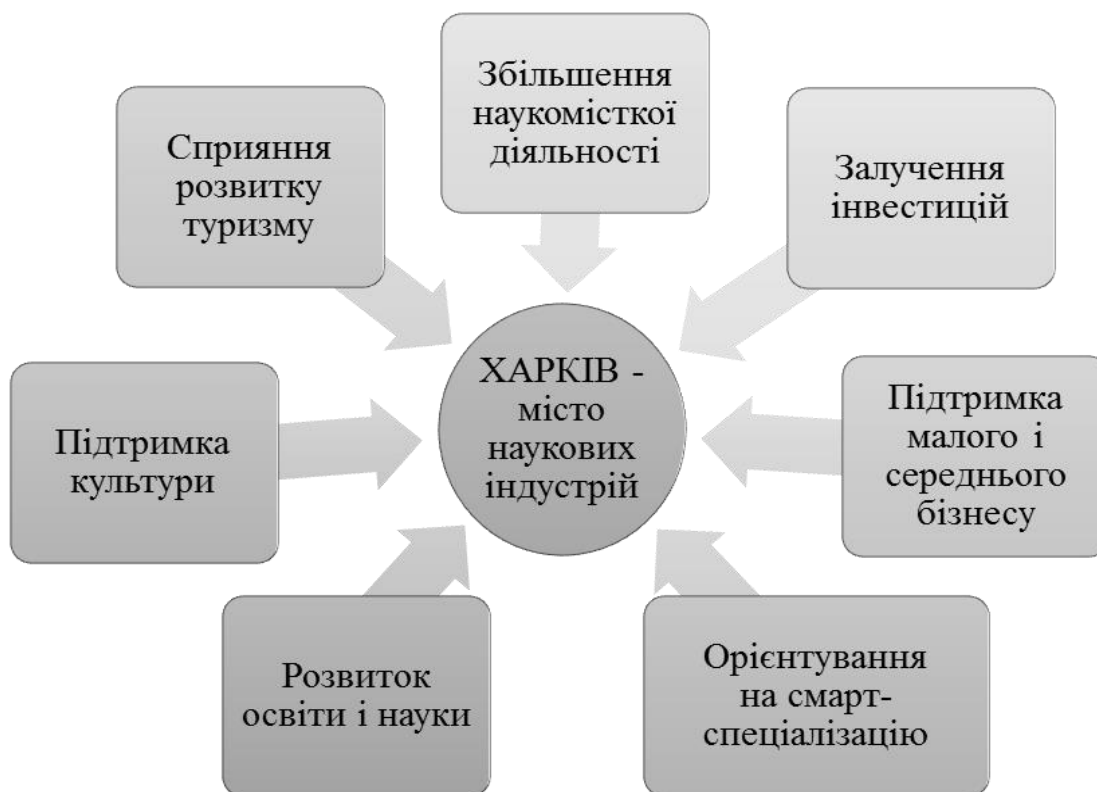 Збільшення
наукомісткої
діяльності
Сприяння
розвитку
туризму
Залучення
інвестицій
ХАРКІВ -
місто
наукових
індустрій
Підтримка
культури
Підтримка
малого і
середнього
бізнесу
Розвиток
освіти і науки
Орієнтування
на смарт-
спеціалізацію